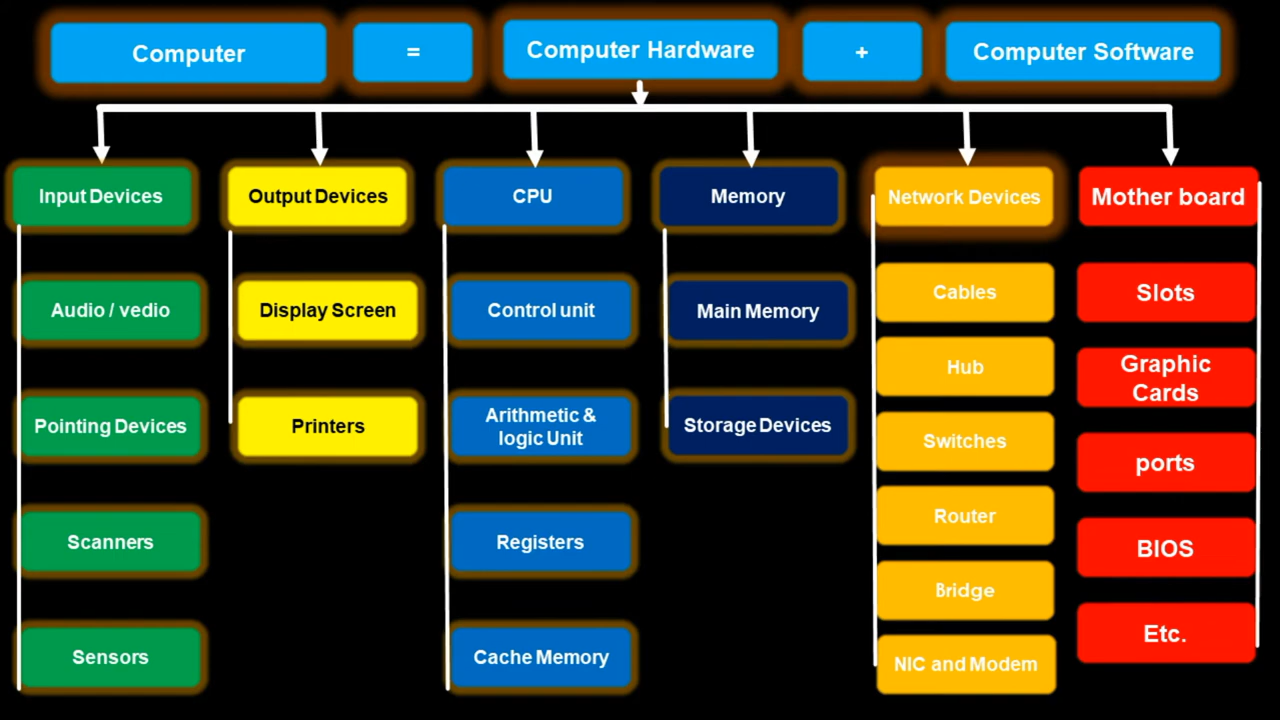 Computer
=
Computer Hardware
+
Computer Software
Input Devices
Audio / vedio
Pointing Devices
Scanners
Sensors
Output Devices
Display Screen
Printers
CPU
Control unit
Arithmetic &
logic Unit
Registers
Cache Memory
Memory
Main Memory
Storage Devices
Network Devices
Cables
Hub
Switches
Router
Bridge
NIC and Modem
Mother board
Slots
Graphic
Cards
ports
BIOS
Etc.